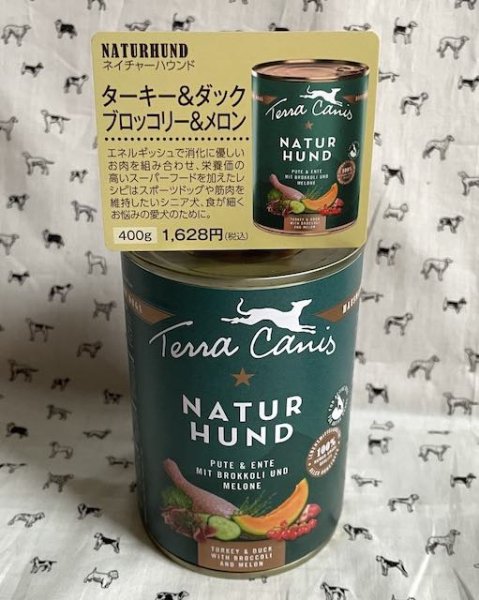 NATURHUND
ネイチャーハウンド
ターキー&ダック
ブロッコリー&メロン
エネルギッシュで消化に優しい
お肉を組み合わせ、栄養価の
高いスーパーフードを加えたレ
シピはスポーツドッグや筋肉を
維持したいシニア犬、食が細く
お悩みの愛犬のために。
400g 1,628円(税込)
Terra Canis
NATUR
HUND
PUTE & ENTE
MIT BROKKOLI UND
MELONE
TURKEY & DUCK
WITH BROCCOLI
AND MELON
Terra Canis
NATUR
HUND
PUTE & ENTE
MIT BROKKOLI UND
MELONE
100%
TURKEY & DUCK
WITH BROCCOLI
AND MELON